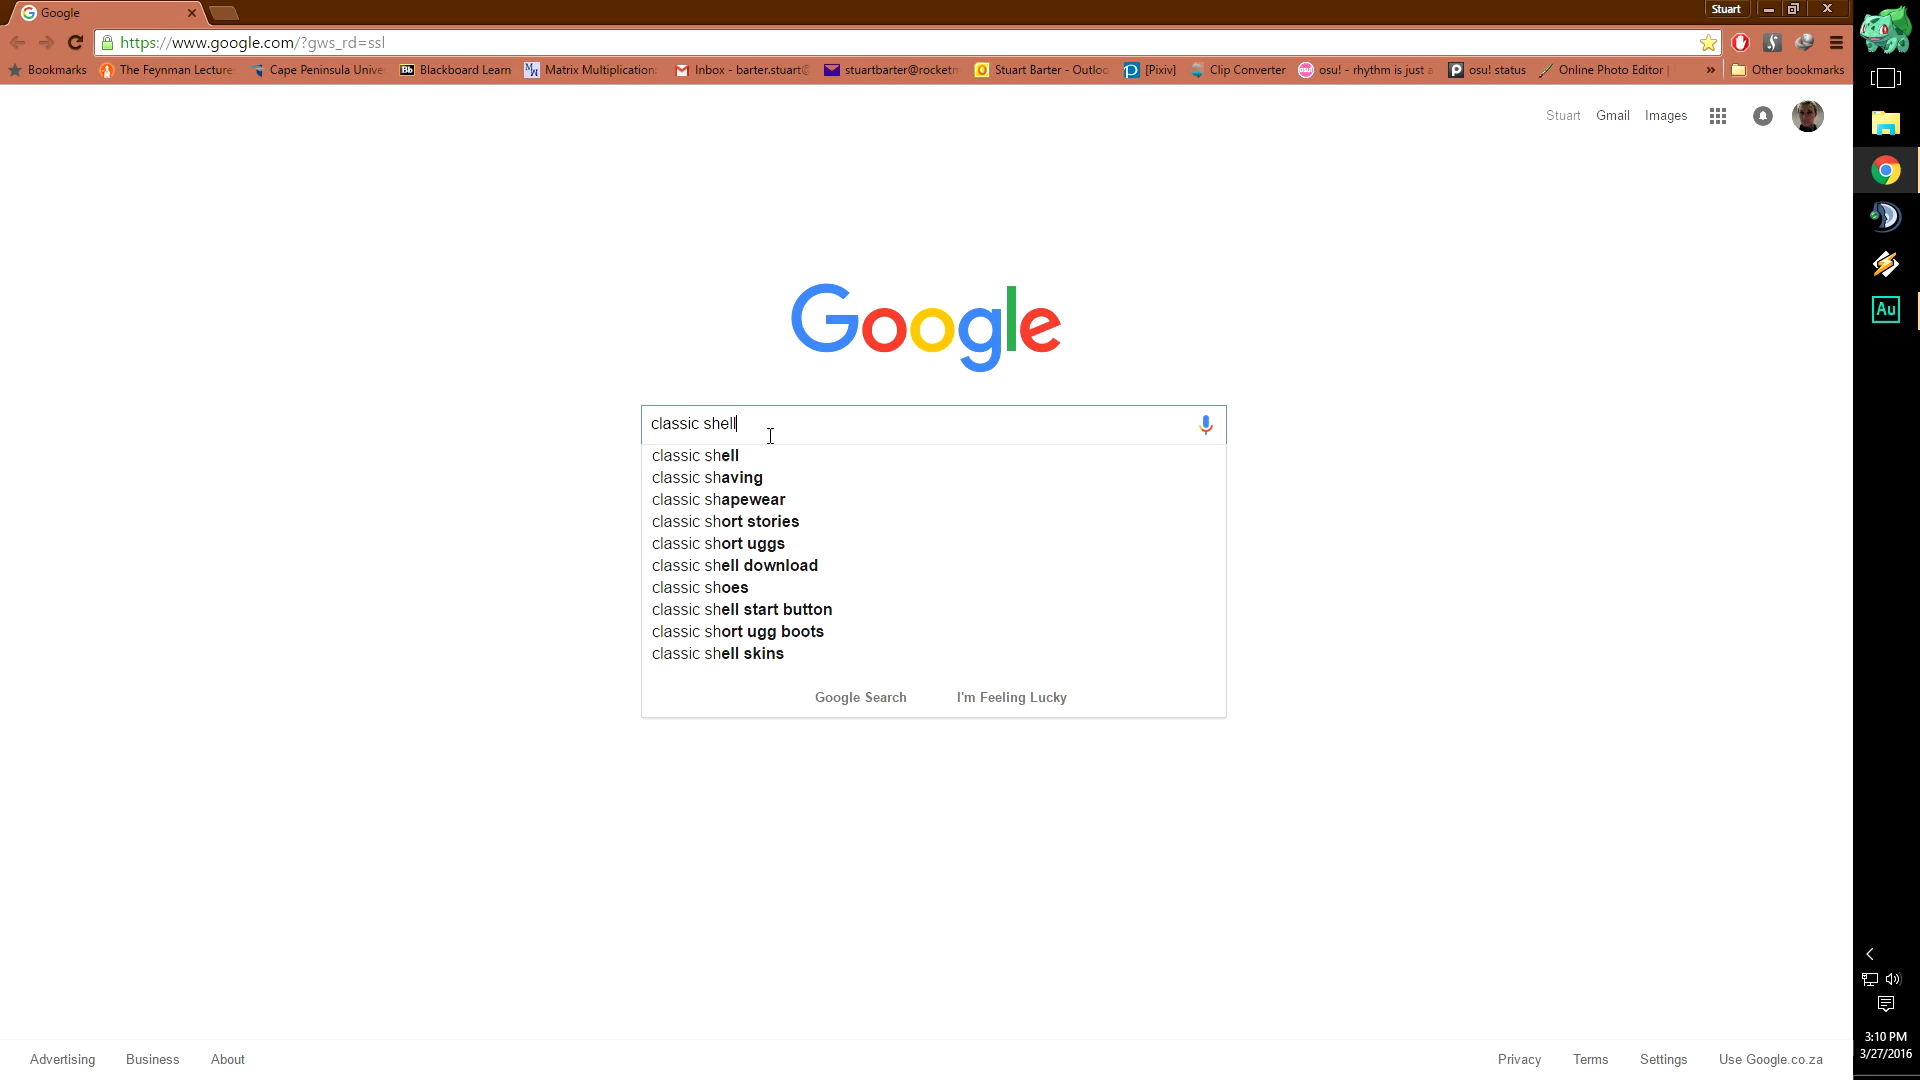 Google
Stuart
https://www.google.com/?gws_rd=ssl
Bookmarks The Feynman Lecture Cape Peninsula Unive Bb Blackboard Learn Matrix Multiplication Inbox - barter.stuart@ stuartbarter@rocketm Stuart Barter - Outloo [Pixiv] Clip Converter osu! osu! - rhythm is just a osu! status Online Photo Editor | » Other bookmarks
Stuart Gmail Images
Google
classic shell
classic shell
classic shaving
classic shapewear
classic short stories
classic short uggs
classic shell download
classic shoes
classic shell start button
classic short ugg boots
classic shell skins
Google Search I'm Feeling Lucky
Au
3:10 PM
3/27/2016
Advertising Business About Privacy Terms Settings Use Google.co.za